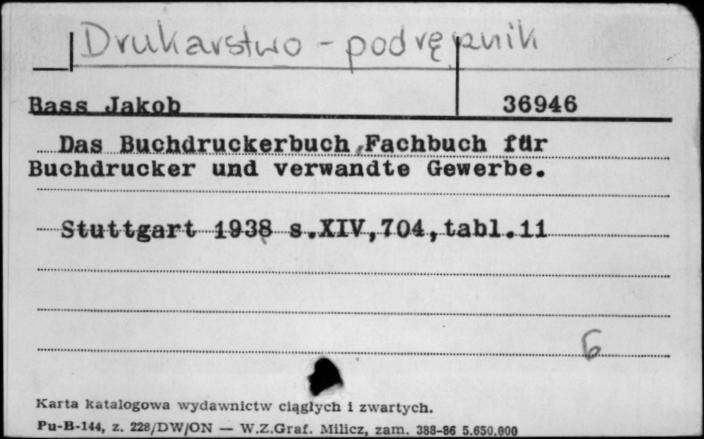 Drukarstwo - podręcznik
Bass Jakob 36946
Das Buchdruckerbuch,Fachbuch für
Buchdrucker und verwandte Gewerbe.
Stuttgart 1938 s.XIV,704,tabl.11
6
Karta katalogowa wydawnictw ciągłych i zwartych.
Pu-B-144, z. 228/DW/ON — W.Z.Graf. Milicz, zam. 388-86 5.650.000